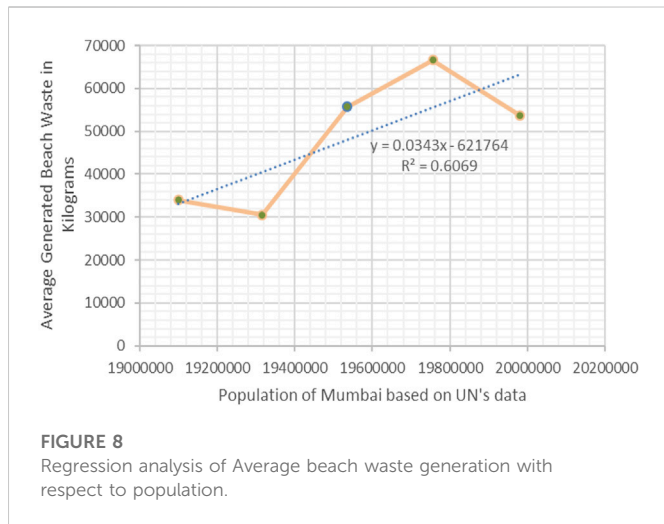 70000
60000
50000
40000
30000
20000
10000
0
Average Generated Beach Waste in
Kilograms
y = 0.0343x - 621764
R² = 0.6069
19000000 19200000 19400000 19600000 19800000 20000000 20200000
Population of Mumbai based on UN's data
FIGURE 8
Regression analysis of Average beach waste generation with
respect to population.